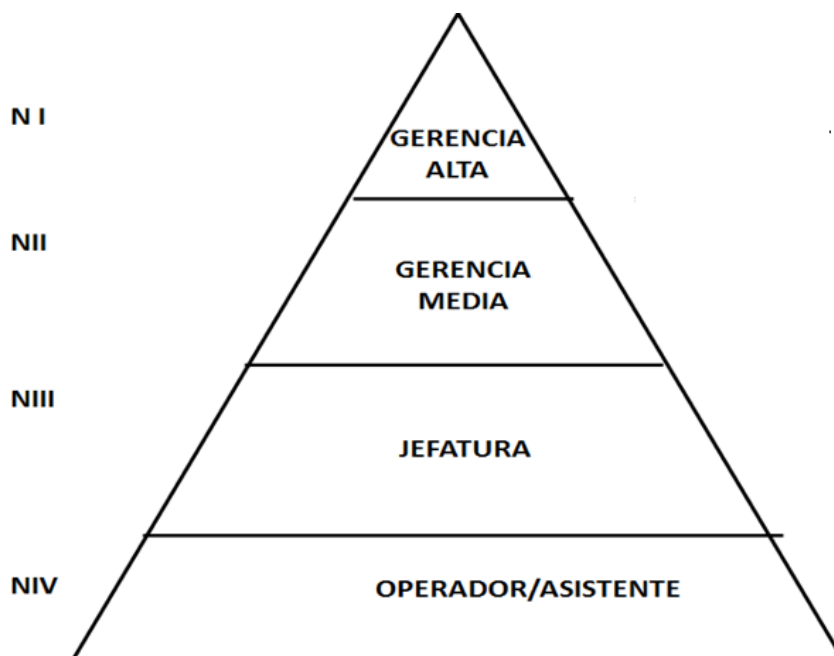 N I
GERENCIA
ALTA
NII
GERENCIA
MEDIA
NIII
JEFATURA
NIV
OPERADOR/ASISTENTE